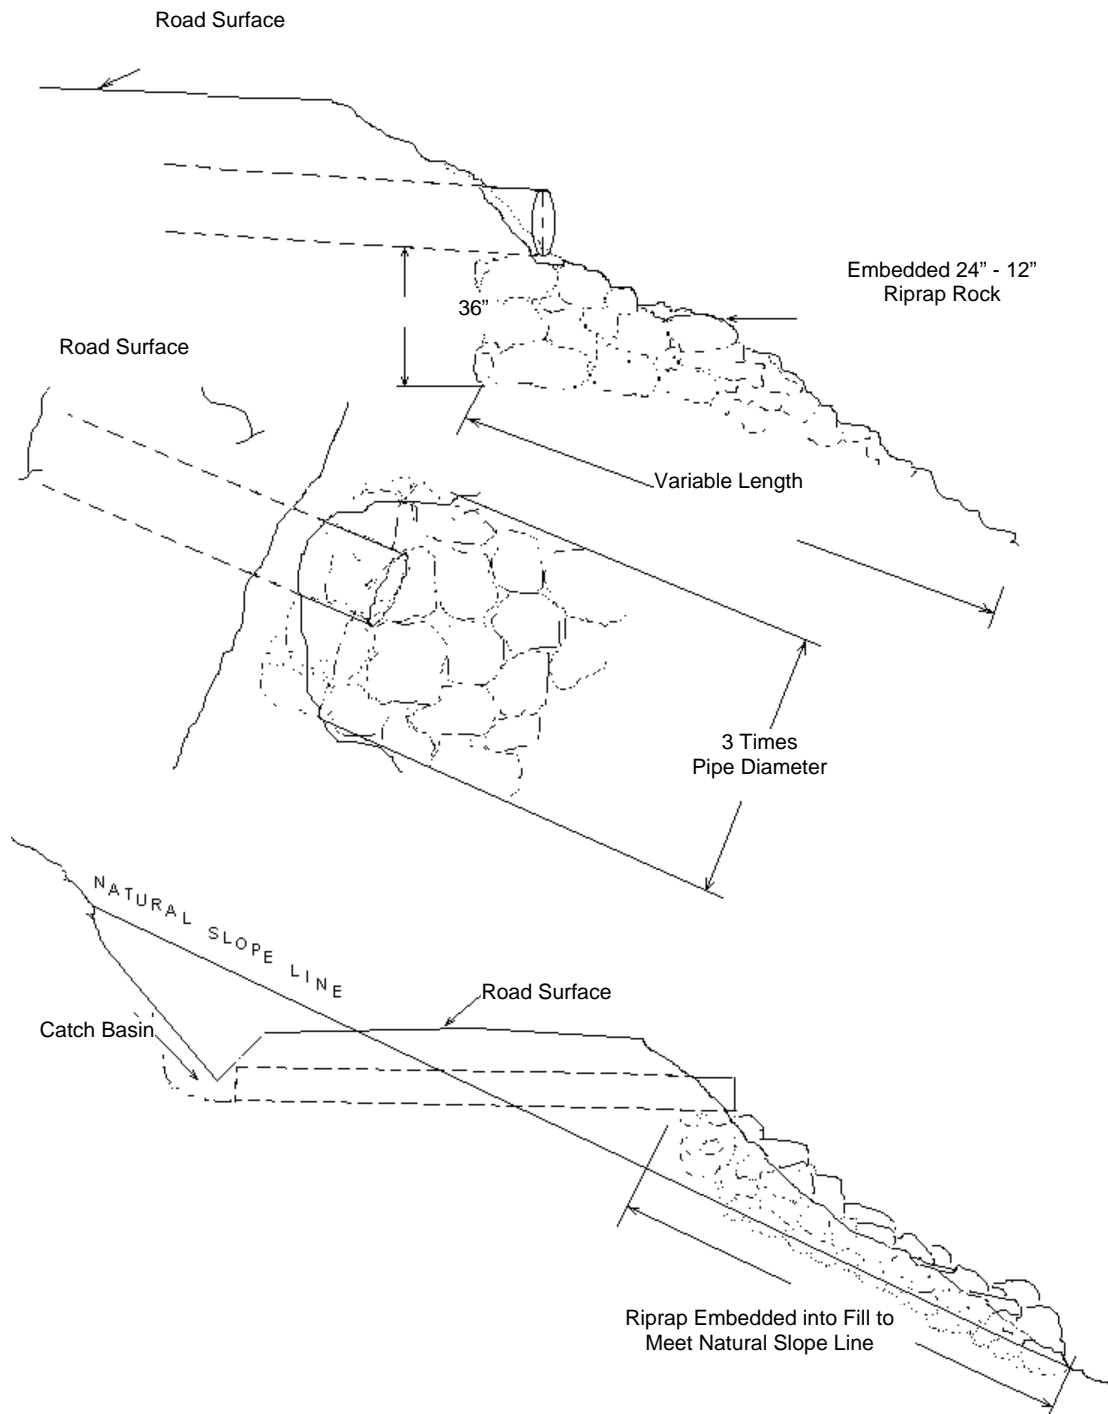 Road Surface
Embedded 24” - 12”
Riprap Rock
36”
Road Surface
Variable Length
3 Times
Pipe Diameter
NATURAL SLOPE LINE
Road Surface
Catch Basin
Riprap Embedded into Fill to
Meet Natural Slope Line